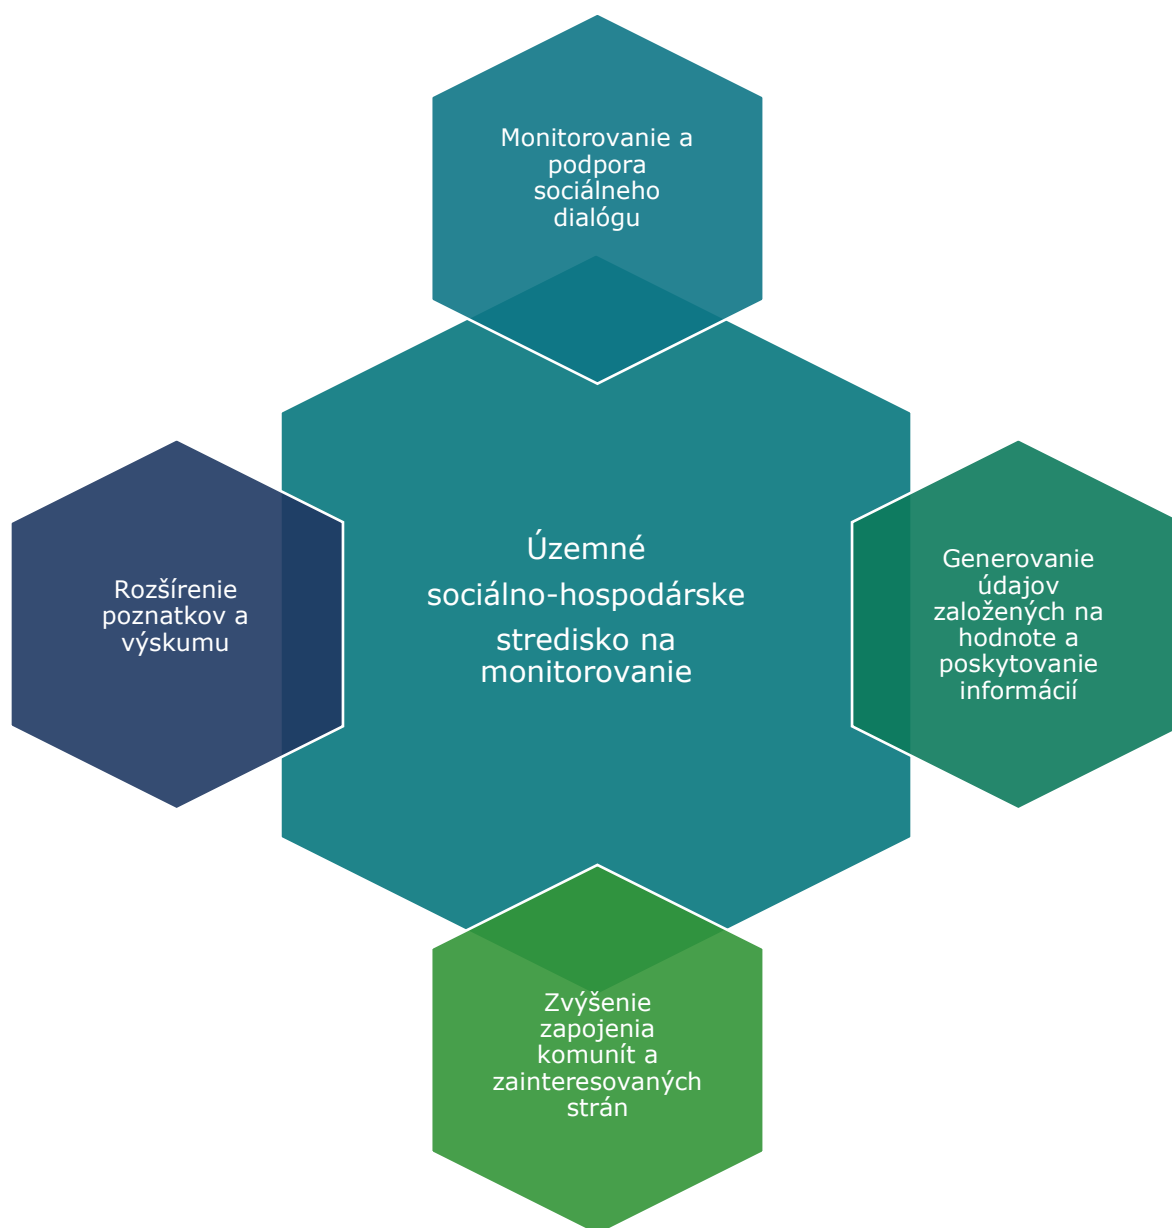 Monitorovanie a
podpora
sociálneho
dialógu
Územné
sociálno-hospodárske
stredisko na
monitorovanie
Rozšírenie
poznatkov a
výskumu
Generovanie
údajov
založených na
hodnote a
poskytovanie
informácií
Zvýšenie
zapojenia
komunít a
zainteresovaných
strán